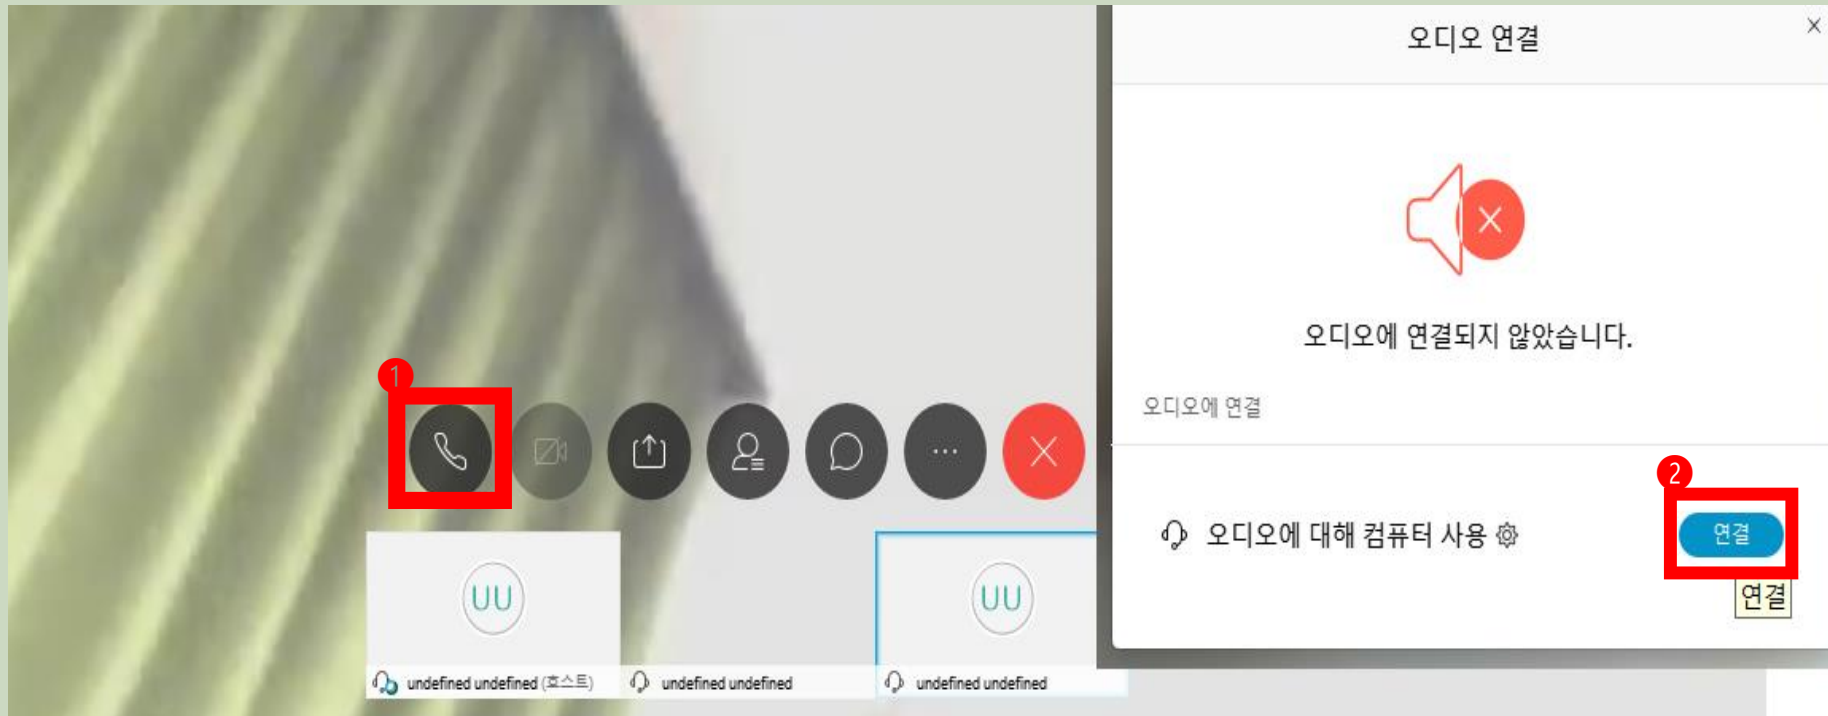 오디오 연결
오디오에 연결되지 않았습니다.
1
오디오에 연결
2
오디오에 대해 컴퓨터 사용
연결
연결
UU
UU
undefined undefined (호스트)
undefined undefined
undefined undefined